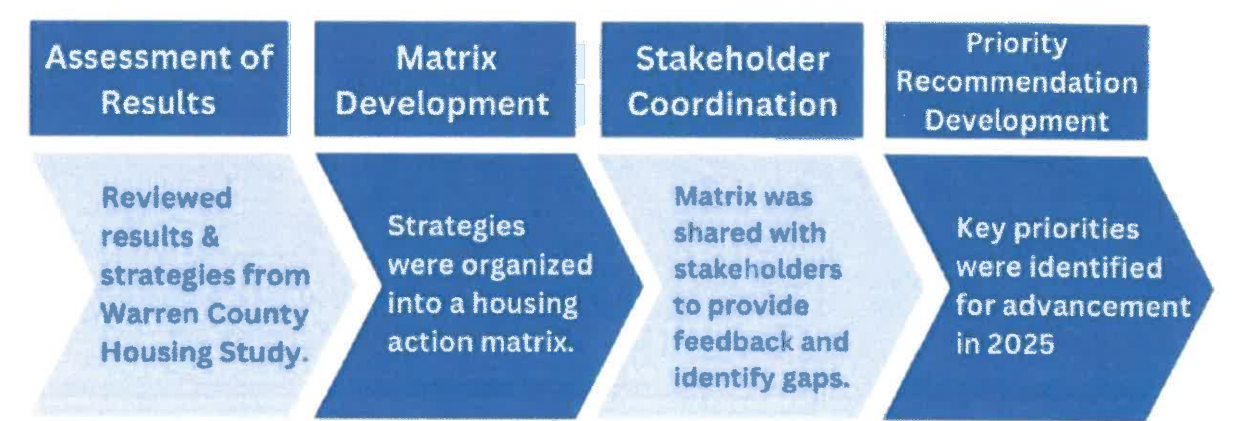 Assessment of
Results
Matrix
Development
Stakeholder
Coordination
Priority
Recommendation
Development
Reviewed
results &
strategies from
Warren County
Housing Study.
Strategies
were organized
into a housing
action matrix.
Matrix was
shared with
stakeholders
to provide
feedback and
identify gaps.
Key priorities
were identified
for advancement
in 2025